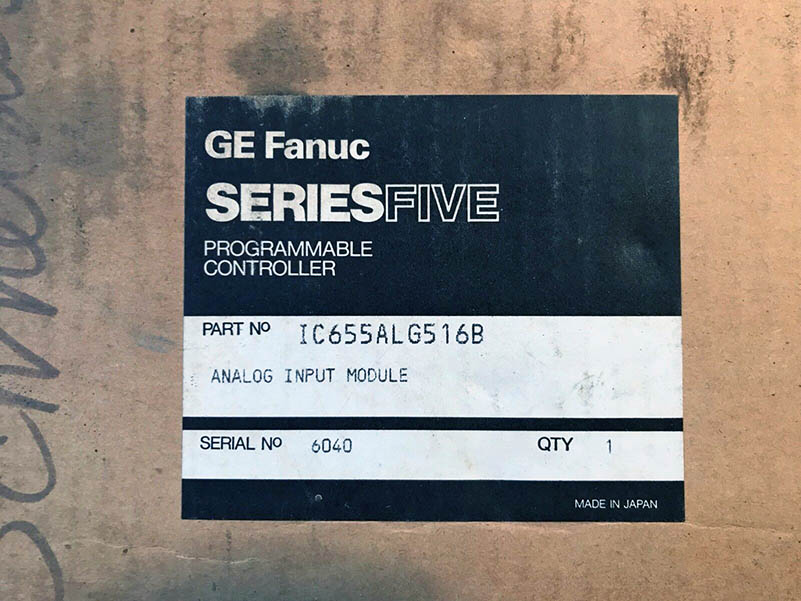 GE Fanuc
SERIESFIVE
PROGRAMMABLE
CONTROLLER
PART Nº IC655ALG516B
ANALOG INPUT MODULE
SERIAL Nº 6040 QTY 1
MADE IN JAPAN